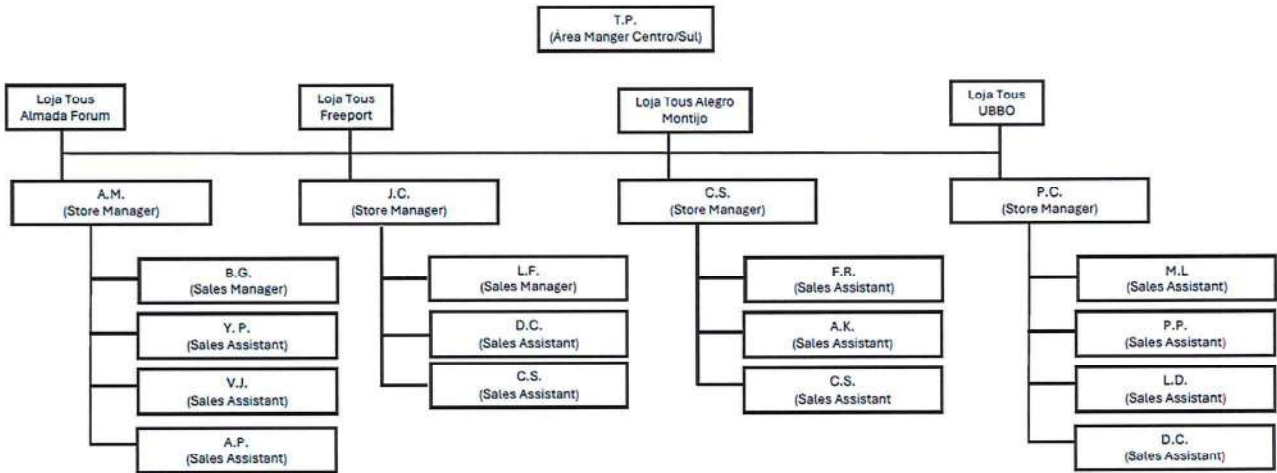 T.P.
(Área Manger Centro/Sul)
Loja Tous
Almada Forum
Loja Tous
Freeport
Loja Tous Alegro
Montijo
Loja Tous
UBBO
A.M.
(Store Manager)
J.C.
(Store Manager)
C.S.
(Store Manager)
P.C.
(Store Manager)
B.G.
(Sales Manager)
Y. P.
(Sales Assistant)
V.J.
(Sales Assistant)
A.P.
(Sales Assistant)
L.F.
(Sales Manager)
D.C.
(Sales Assistant)
C.S.
(Sales Assistant)
F.R.
(Sales Assistant)
A.K.
(Sales Assistant)
C.S.
(Sales Assistant
M.L
(Sales Assistant)
P.P.
(Sales Assistant)
L.D.
(Sales Assistant)
D.C.
(Sales Assistant)